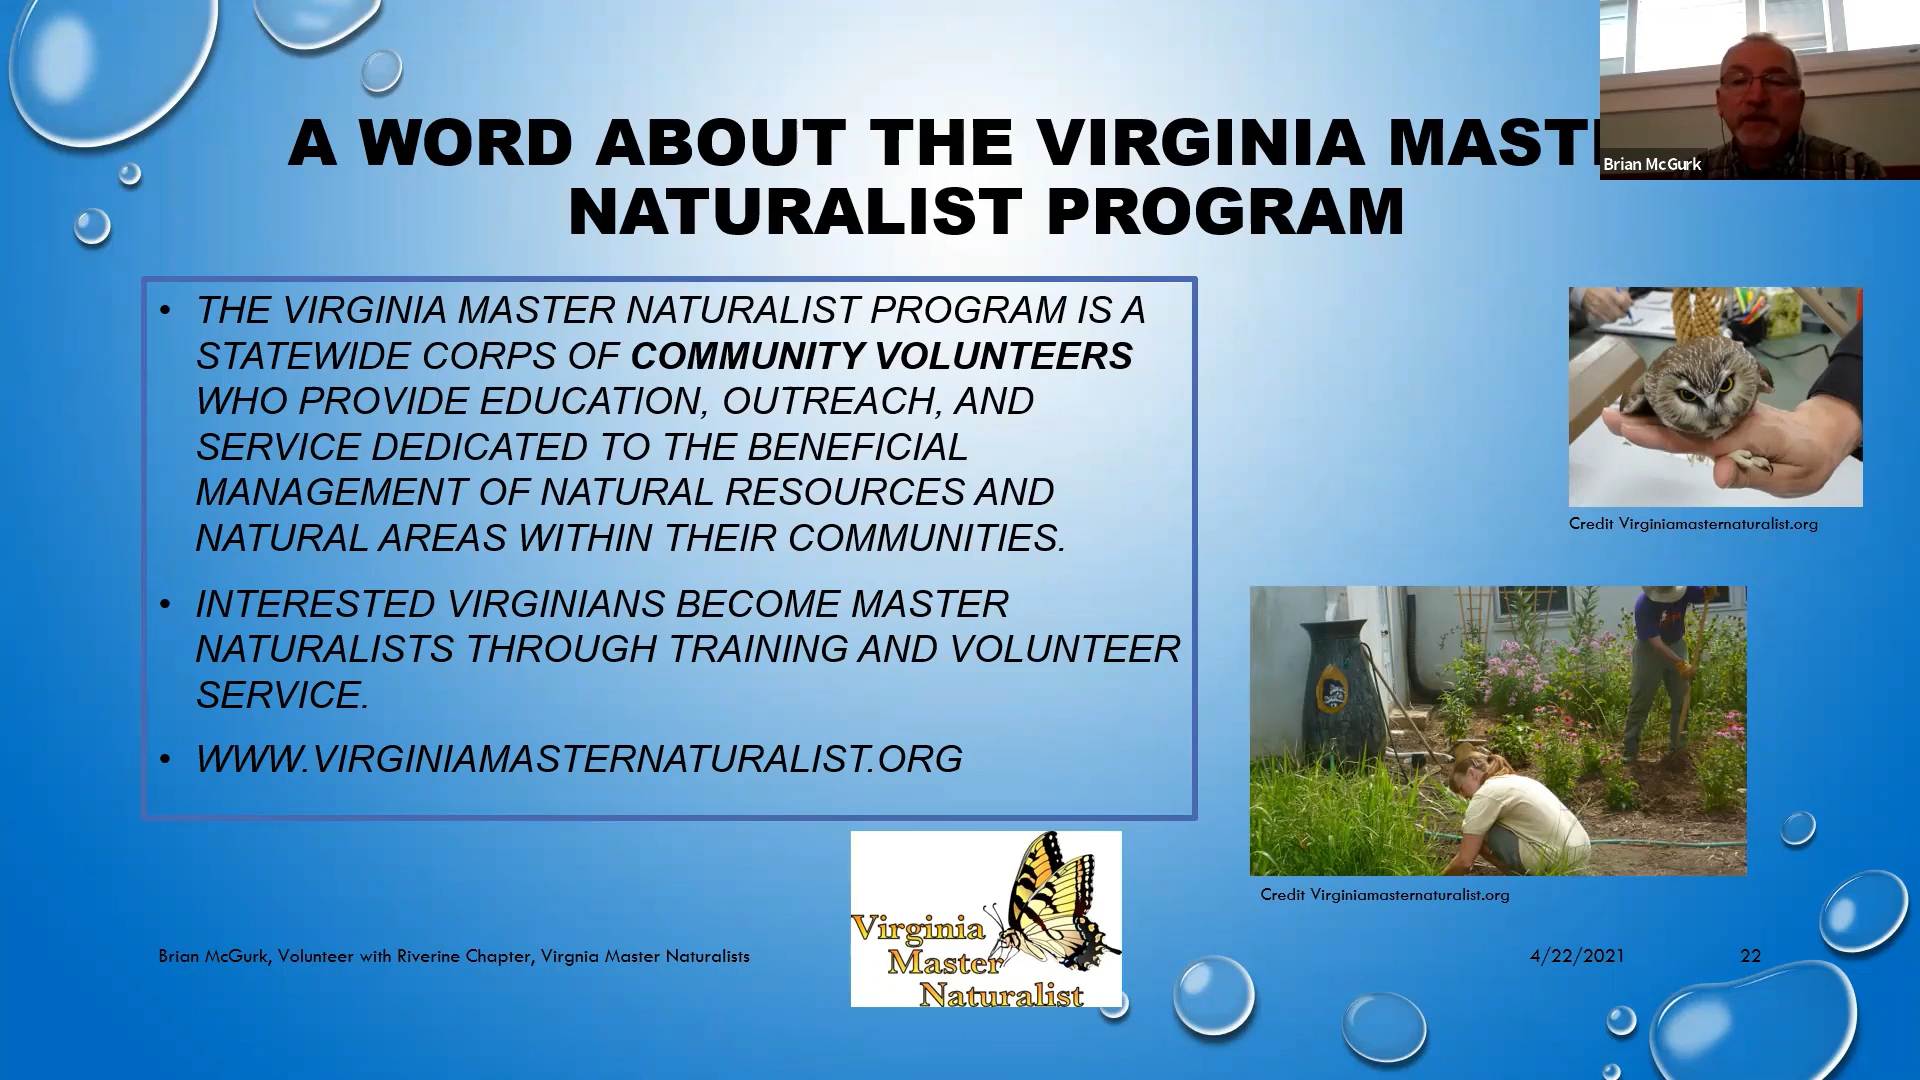 A WORD ABOUT THE VIRGINIA MAST
NATURALIST PROGRAM
Brian McGurk
• THE VIRGINIA MASTER NATURALIST PROGRAM IS A
STATEWIDE CORPS OF COMMUNITY VOLUNTEERS
WHO PROVIDE EDUCATION, OUTREACH, AND
SERVICE DEDICATED TO THE BENEFICIAL
MANAGEMENT OF NATURAL RESOURCES AND
NATURAL AREAS WITHIN THEIR COMMUNITIES.
• INTERESTED VIRGINIANS BECOME MASTER
NATURALISTS THROUGH TRAINING AND VOLUNTEER
SERVICE.
• WWW.VIRGINIAMASTERNATURALIST.ORG
Credit Virginiamasternaturalist.org
Credit Virginiamasternaturalist.org
Virginia
Master
Naturalist
Brian McGurk, Volunteer with Riverine Chapter, Virgnia Master Naturalists
4/22/2021
22